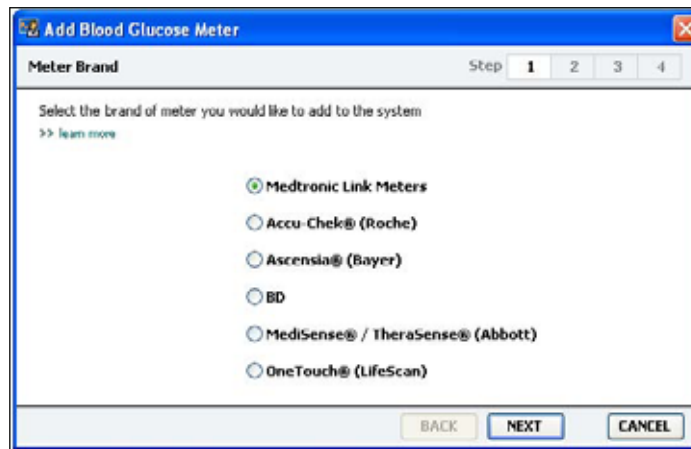 Add Blood Glucose Meter
Meter Brand Step 1 2 3 4
Select the brand of meter you would like to add to the system
>> learn more
Medtronic Link Meters
Accu-Chek® (Roche)
Ascensia® (Bayer)
BD
MediSense® / TheraSense® (Abbott)
OneTouch® (LifeScan)
BACK NEXT CANCEL